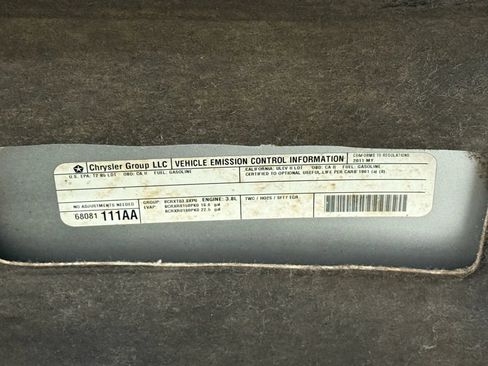 Chrysler Group LLC VEHICLE EMISSION CONTROL INFORMATION CONFORMS TO REGULATIONS 2011 MY
U.S. EPA: T2 B5 LDT OBD: CA II FUEL: GASOLINE
CALIFORNIA: ULEV II LDT OBD: CA II FUEL: GASOLINE
CERTIFIED TO OPTIONAL USEFUL LIFE PER CARB 1961 (a) (8)
NO ADJUSTMENTS NEEDED
68081 111AA
GROUP: ENGINE: 3.8L
EVAP:
TWC / HO2S / SFI / EGR